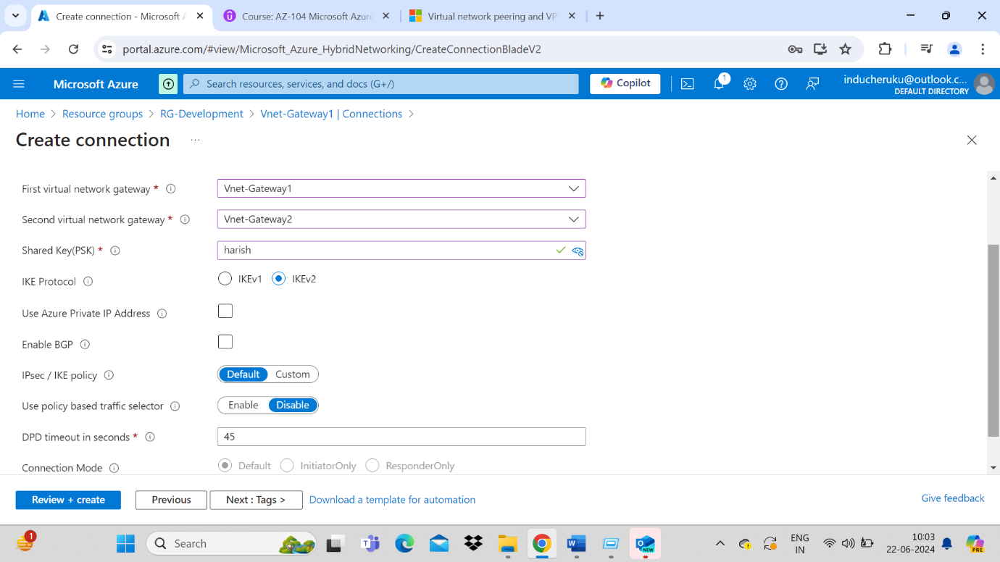 Create connection - Microsoft A
Course: AZ-104 Microsoft Azure
Virtual network peering and VP
portal.azure.com/#view/Microsoft_Azure_HybridNetworking/CreateConnectionBladeV2
Microsoft Azure
Search resources, services, and docs (G+/)
Copilot
1
inducheruku@outlook.c...
DEFAULT DIRECTORY
Home > Resource groups > RG-Development > Vnet-Gateway1 | Connections >
Create connection ...
First virtual network gateway * Vnet-Gateway1
Second virtual network gateway * Vnet-Gateway2
Shared Key(PSK) * harish
IKE Protocol IKEv1 IKEv2
Use Azure Private IP Address
Enable BGP
IPsec / IKE policy Default Custom
Use policy based traffic selector Enable Disable
DPD timeout in seconds * 45
Connection Mode Default InitiatorOnly ResponderOnly
Review + create Previous Next : Tags > Download a template for automation Give feedback
1
Search
NEW
ENG
IN
10:03
22-06-2024
PRE